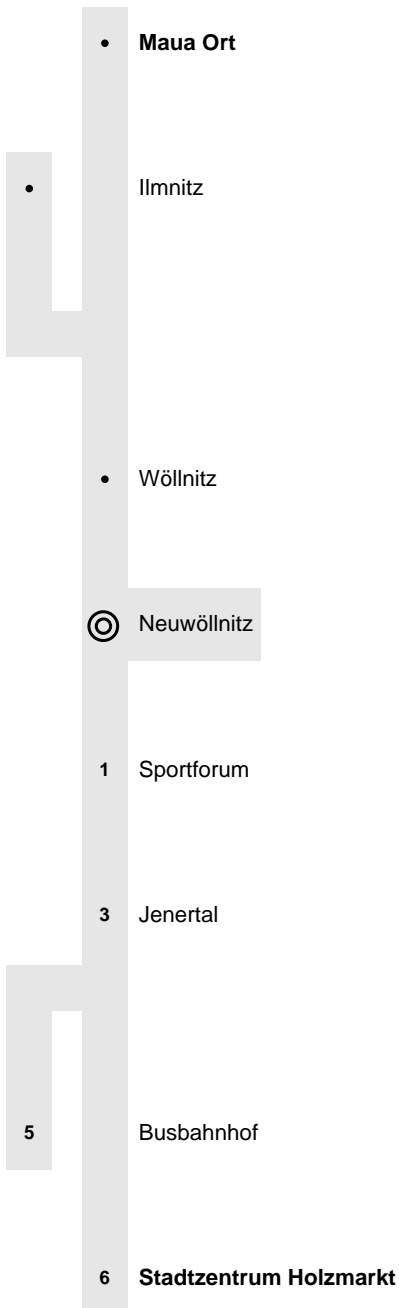 Maua Ort
Ilmnitz
Wöllnitz
Neuwöllnitz
1 Sportforum
3 Jenertal
5 Busbahnhof
6 Stadtzentrum Holzmarkt